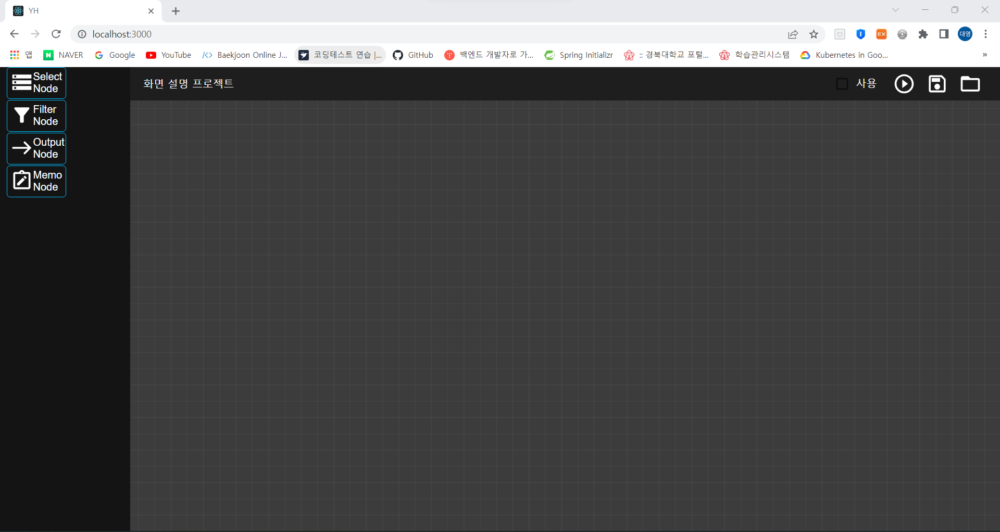 YH
localhost:3000
EX
대영
앱
N NAVER
Google
YouTube
/<> Baekjoon Online J...
코딩테스트 연습 |...
GitHub
백엔드 개발자로 가...
Spring Initializr
:: 경북대학교 포털...
학습관리시스템
Kubernetes in Goo...
»
Select
Node
화면 설명 프로젝트
사용
Filter
Node
Output
Node
Memo
Node